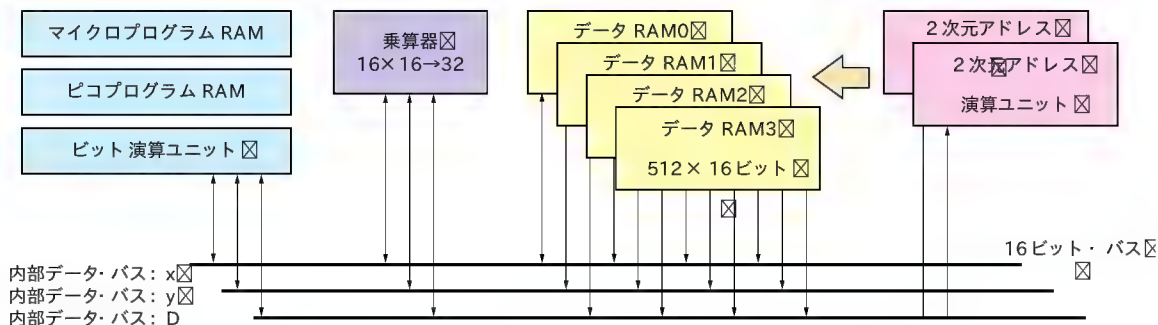 マイクロプログラム RAM
ピコプログラム RAM
ビット 演算ユニット
乗算器
16×16→32
データ RAM0
データ RAM1
データ RAM2
データ RAM3
512×16ビット
2次元アドレス
2次元アドレス
演算ユニット
16ビット・バス
内部データ・バス：x
内部データ・バス：y
内部データ・バス：D